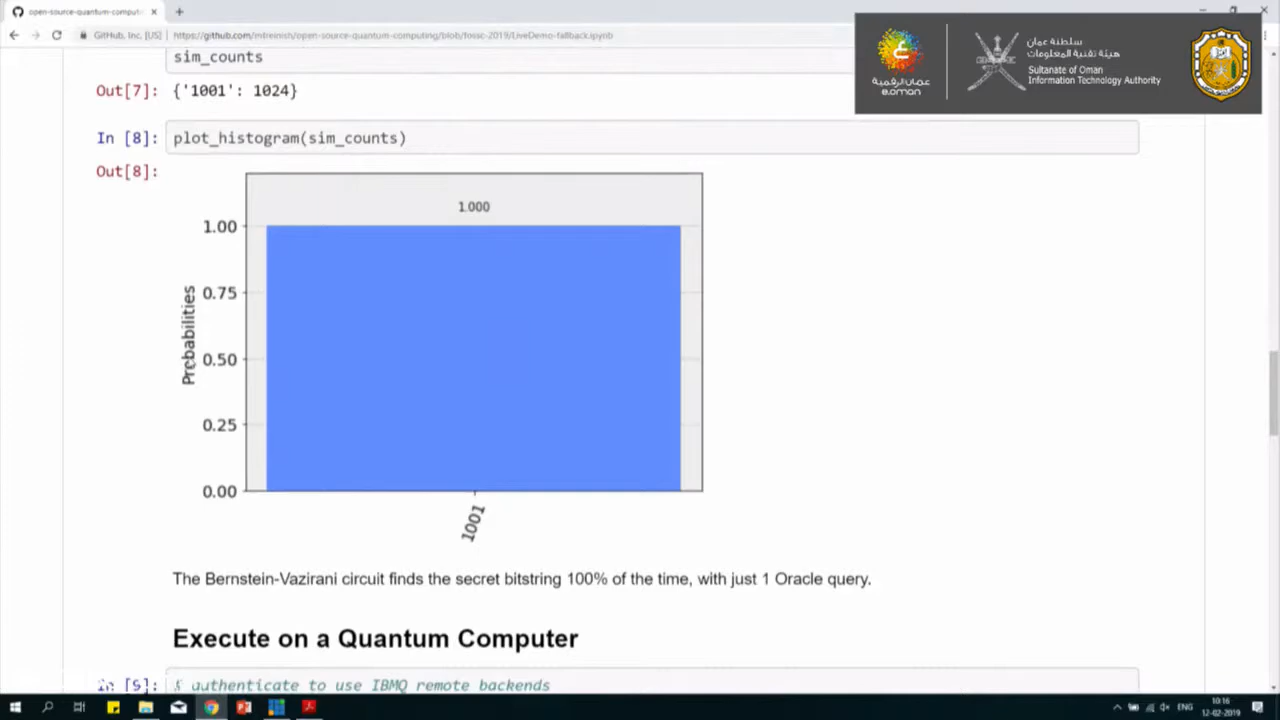 open-source-quantum-comput
GitHub, Inc. [US]
https://github.com/mtreinish/open-source-quantum-computing/blob/fossc-2019/LiveDemo-fallback.ipynb
عمان الرقمية
e.oman
سلطنة عمان
هيئة تقنية المعلومات
Sultanate of Oman
Information Technology Authority
sim_counts
Out[7]: {'1001': 1024}
In [8]: plot_histogram(sim_counts)
Out[8]:
1.000
1.00
0.75
0.50
0.25
0.00
Probabilities
1001
The Bernstein-Vazirani circuit finds the secret bitstring 100% of the time, with just 1 Oracle query.
Execute on a Quantum Computer
In [9]: # authenticate to use IBMQ remote backends
ENG
10:16
12-02-2019